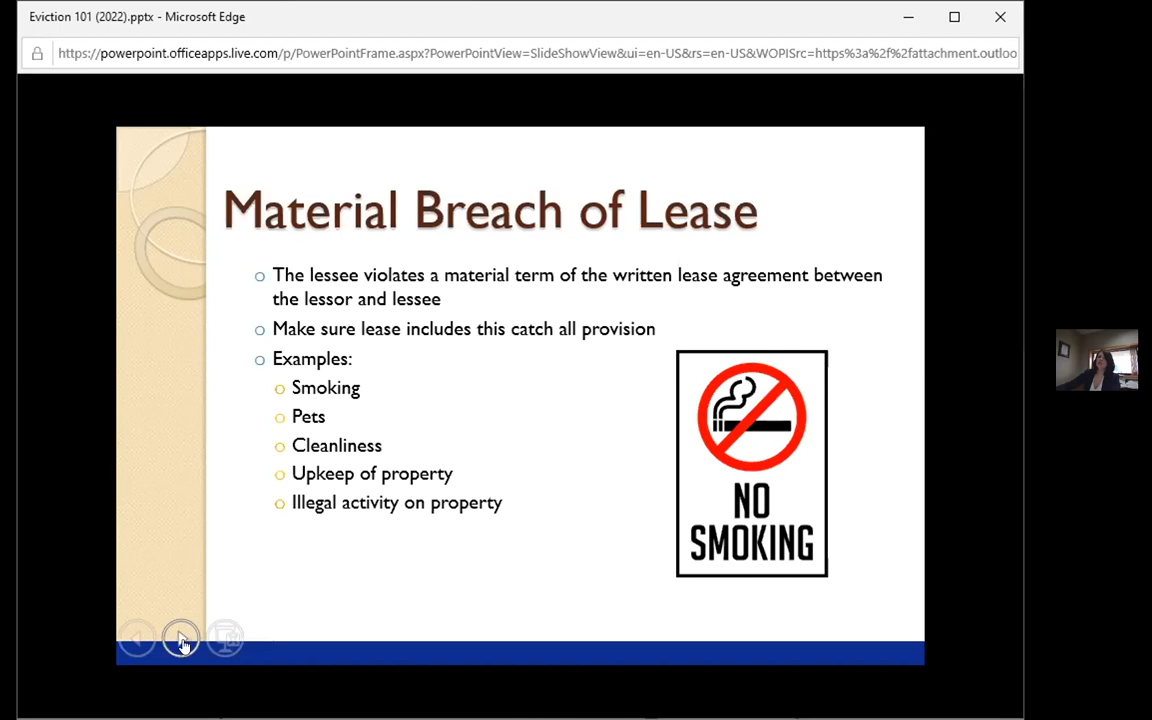 Eviction 101 (2022).pptx - Microsoft Edge
https://powerpoint.officeapps.live.com/p/PowerPointFrame.aspx?PowerPointView=SlideShowView&ui=en-US&rs=en-US&WOPISrc=https%3a%2f%2fattachment.outloo
Material Breach of Lease
The lessee violates a material term of the written lease agreement between
the lessor and lessee
Make sure lease includes this catch all provision
Examples:
Smoking
Pets
Cleanliness
Upkeep of property
Illegal activity on property
NO
SMOKING